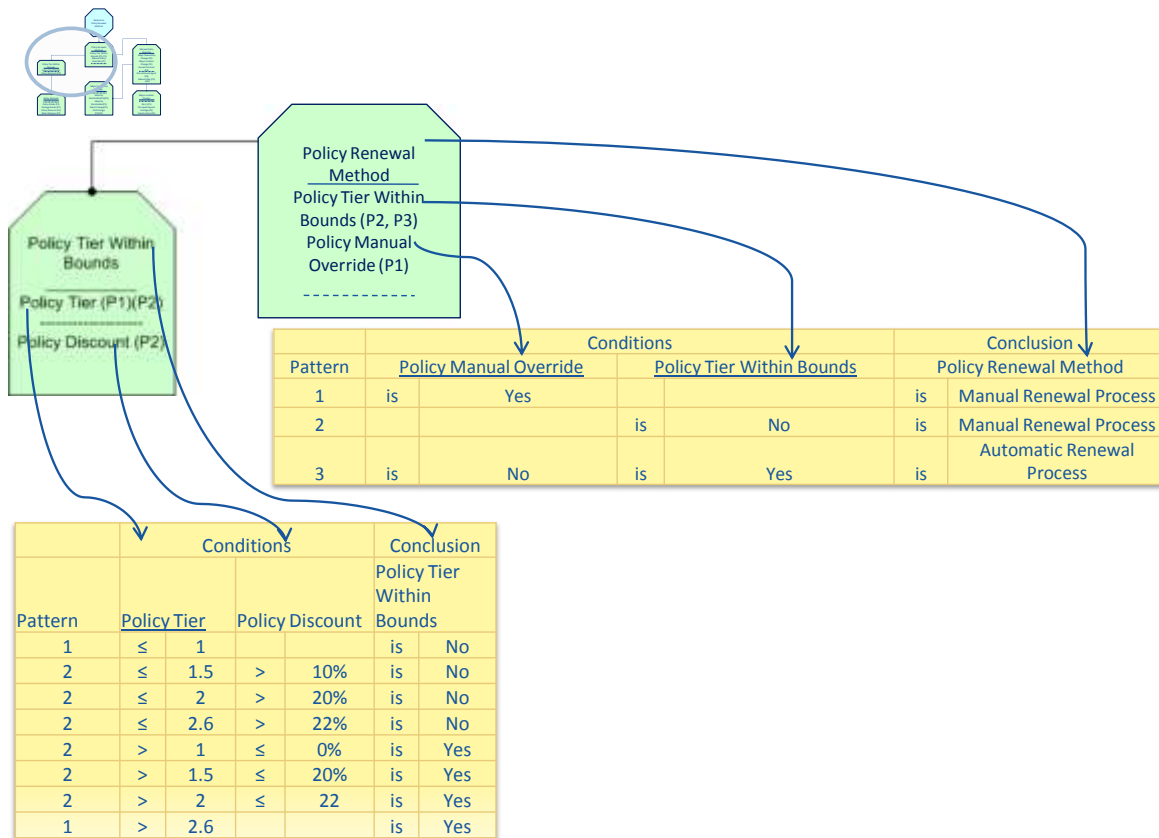 Policy Renewal
Method
Policy Tier Within
Bounds (P2, P3)
Policy Manual
Override (P1)
Policy Tier Within
Bounds
Policy Tier (P1)(P2)
Policy Discount (P2)
Conditions Conclusion
Pattern Policy Manual Override Policy Tier Within Bounds Policy Renewal Method
1 is Yes is Manual Renewal Process
2 is No is Manual Renewal Process
3 is No is Yes is Automatic Renewal
Process
Conditions Conclusion
Pattern Policy Tier Policy Discount Policy Tier
Within
Bounds
1 ≤ 1 is No
2 ≤ 1.5 > 10% is No
2 ≤ 2 > 20% is No
2 ≤ 2.6 > 22% is No
2 > 1 ≤ 0% is Yes
2 > 1.5 ≤ 20% is Yes
2 > 2 ≤ 22 is Yes
1 > 2.6 is Yes